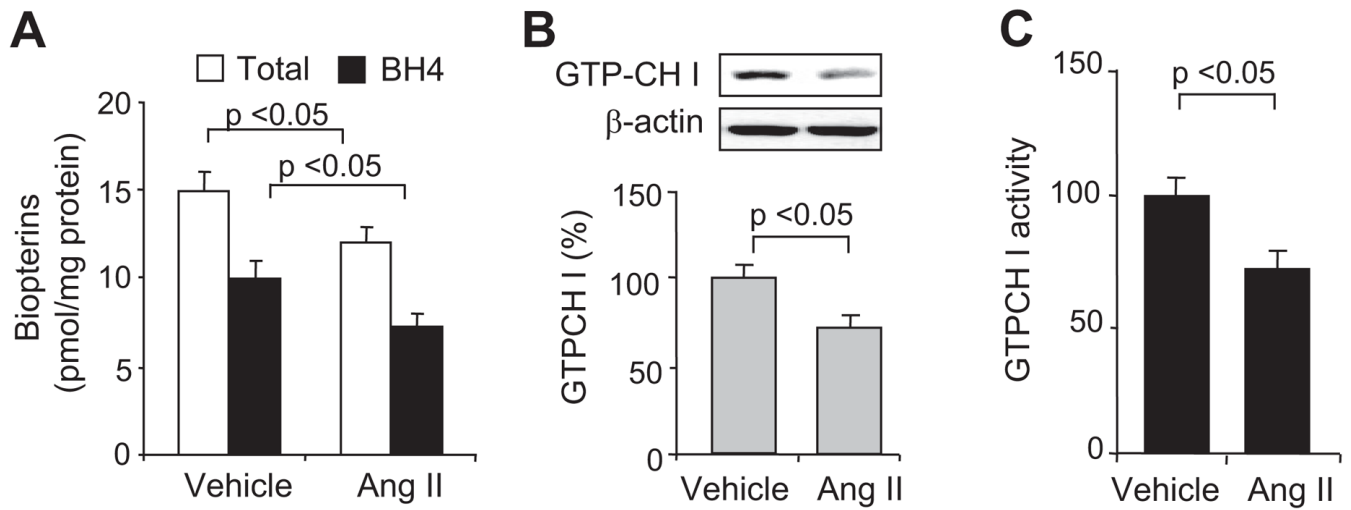 A
Total BH4
20
15
10
5
0
Biopterins
(pmol/mg protein)
p <0.05
p <0.05
Vehicle Ang II
B
GTP-CH I
β-actin
150
100
50
0
GTPCH I (%)
p <0.05
Vehicle Ang II
C
150
100
50
0
GTPCH I activity
p <0.05
Vehicle Ang II